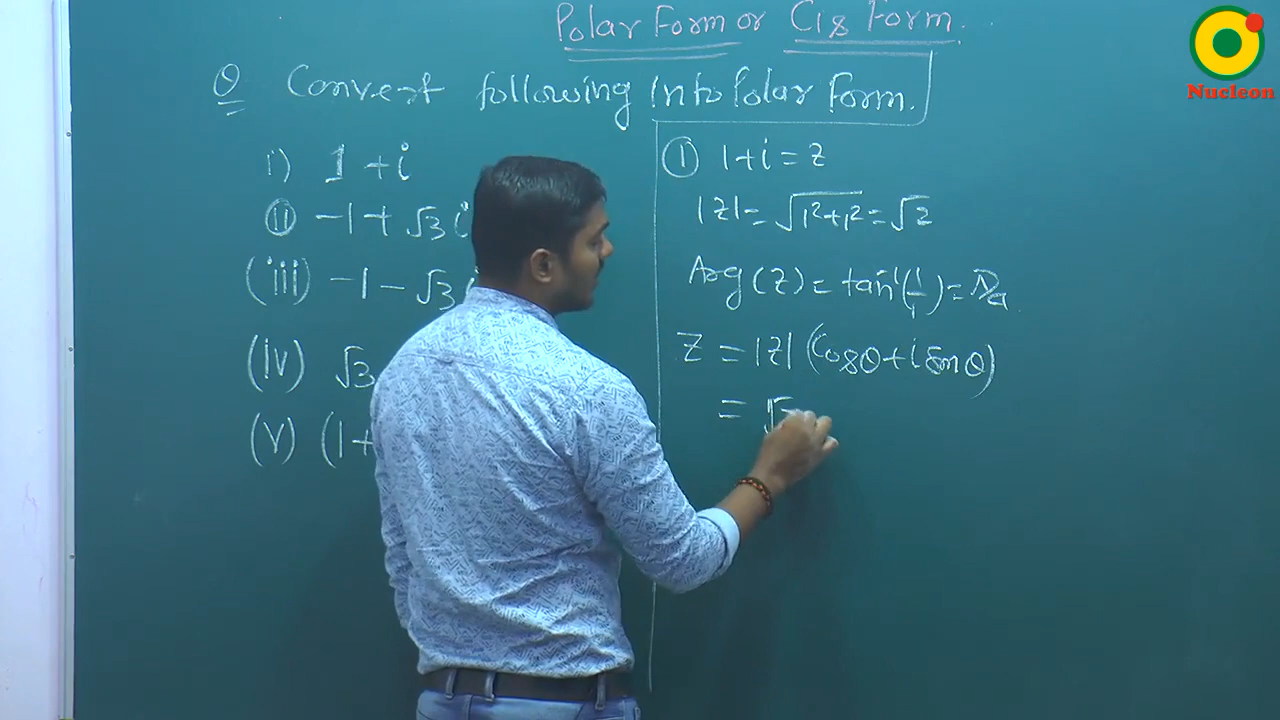 Polar Form or Cis Form.
Nucleon
Q Convert following into Polar Form.
i) 1 + i
ii) -1 + √3 i
(iii) -1 - √3 i
(iv) √3
(v) (1+
① 1 + i = z
|z| = √1²+1² = √2
Arg (z) = tan⁻¹(1/1) = π/4
z = |z| (Cosθ + i Sinθ)
= √